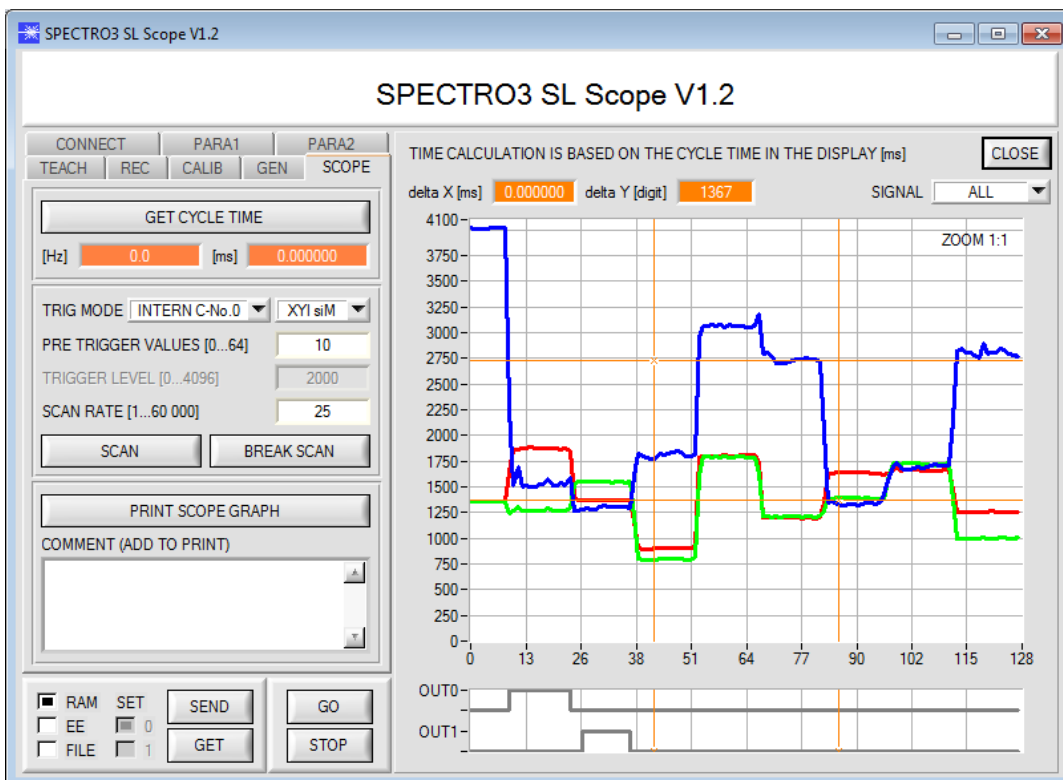 SPECTRO3 SL Scope V1.2
SPECTRO3 SL Scope V1.2
CONNECT PARA1 PARA2
TEACH REC CALIB GEN SCOPE
GET CYCLE TIME
[Hz] 0.0 [ms] 0.000000
TRIG MODE INTERN C-No.0 XYI siM
PRE TRIGGER VALUES [0...64] 10
TRIGGER LEVEL [0...4096] 2000
SCAN RATE [1...60 000] 25
SCAN BREAK SCAN
PRINT SCOPE GRAPH
COMMENT (ADD TO PRINT)
RAM SET SEND GO
EE 0
FILE 1 GET STOP
TIME CALCULATION IS BASED ON THE CYCLE TIME IN THE DISPLAY [ms] CLOSE
delta X [ms] 0.000000 delta Y [digit] 1367 SIGNAL ALL
ZOOM 1:1
4100
3750
3500
3250
3000
2750
2500
2250
2000
1750
1500
1250
1000
750
500
250
0
0 13 26 38 51 64 77 90 102 115 128
OUT0
OUT1